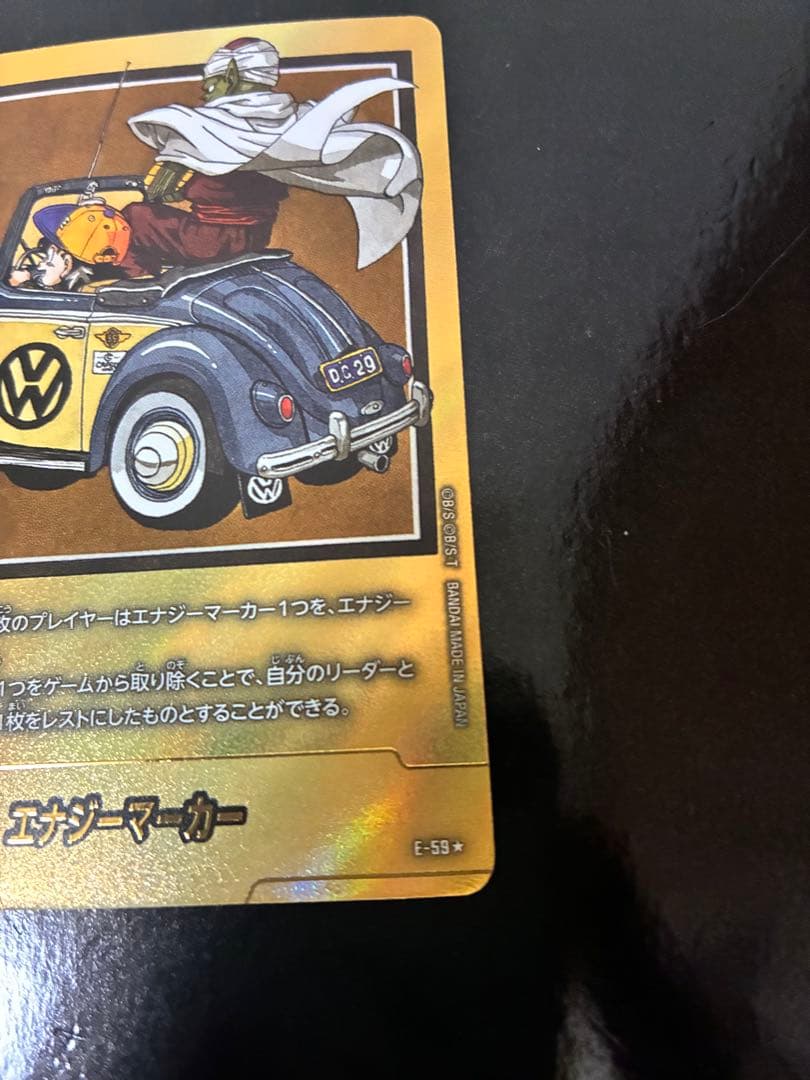 VW
D.C.29
枚のプレイヤーはエナジーマーカー1つを、エナジー
1つをゲームから取り除くことで、自分のリーダーと
1枚をレストにしたものとすることができる。
エナジーマーカー
E-59★
©B/S ©B/S·T BANDAI MADE IN JAPAN